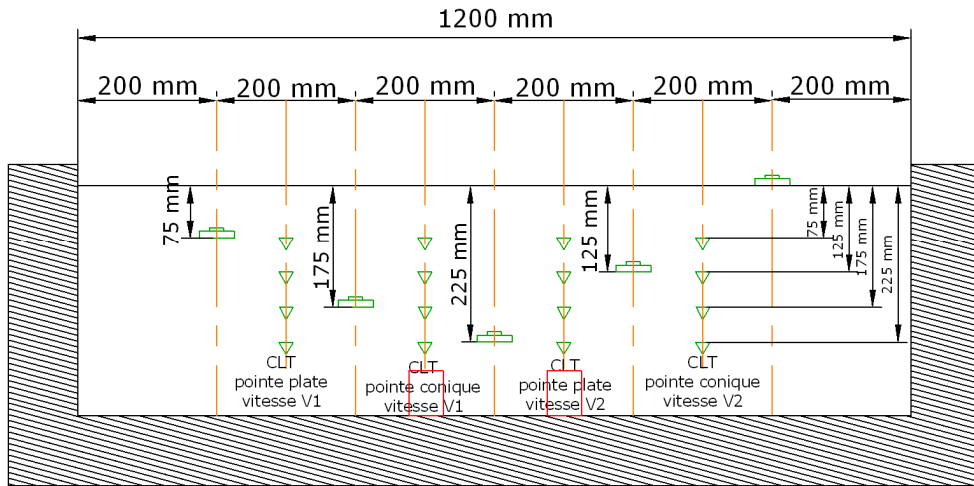 1200 mm
200 mm
200 mm
200 mm
200 mm
200 mm
200 mm
75 mm
175 mm
225 mm
125 mm
75 mm
125 mm
175 mm
225 mm
CLT
pointe plate
vitesse V1
CLT
pointe conique
vitesse V1
CLT
pointe plate
vitesse V2
CLT
pointe conique
vitesse V2